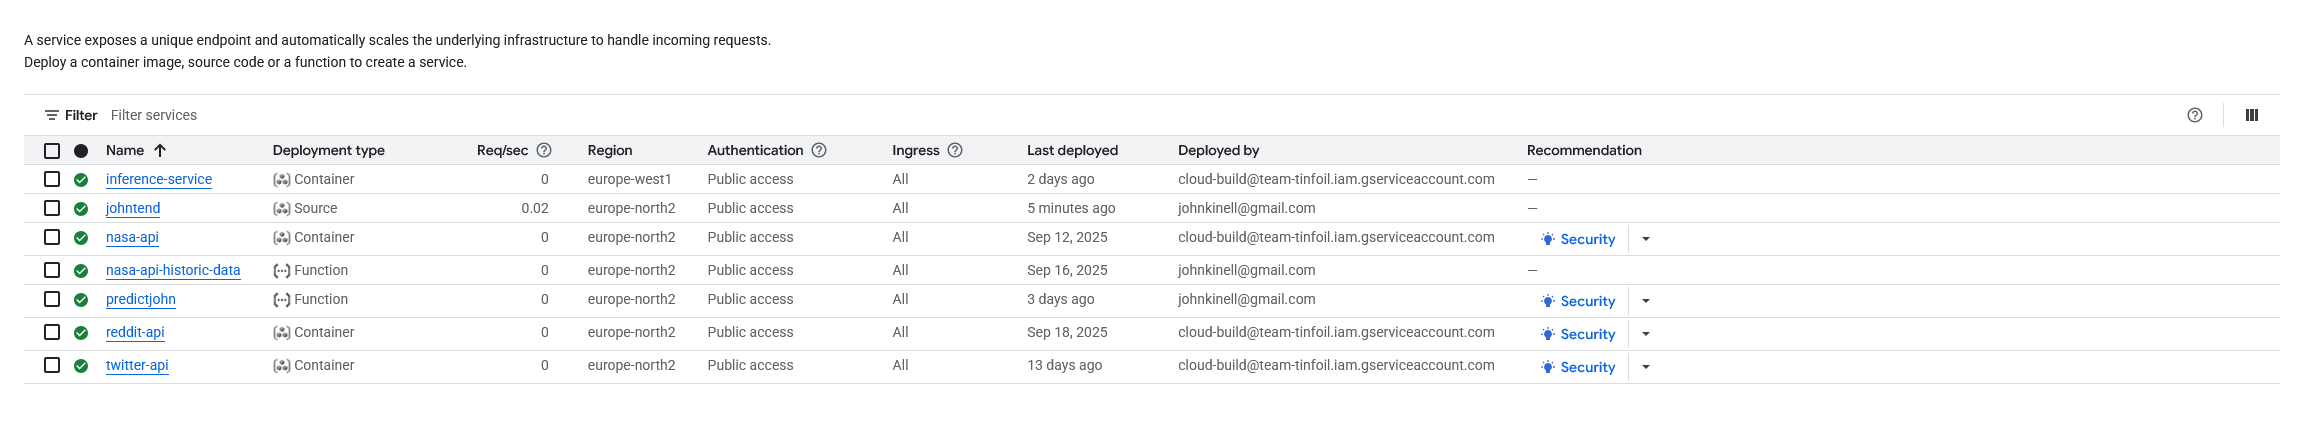 A service exposes a unique endpoint and automatically scales the underlying infrastructure to handle incoming requests.
Deploy a container image, source code or a function to create a service.
Filter Filter services
Name Deployment type Req/sec Region Authentication Ingress Last deployed Deployed by Recommendation
inference-service Container 0 europe-west1 Public access All 2 days ago cloud-build@team-tinfoil.iam.gserviceaccount.com —
johntend Source 0.02 europe-north2 Public access All 5 minutes ago johnkinell@gmail.com —
nasa-api Container 0 europe-north2 Public access All Sep 12, 2025 cloud-build@team-tinfoil.iam.gserviceaccount.com Security
nasa-api-historic-data Function 0 europe-north2 Public access All Sep 16, 2025 johnkinell@gmail.com —
predictjohn Function 0 europe-north2 Public access All 3 days ago johnkinell@gmail.com Security
reddit-api Container 0 europe-north2 Public access All Sep 18, 2025 cloud-build@team-tinfoil.iam.gserviceaccount.com Security
twitter-api Container 0 europe-north2 Public access All 13 days ago cloud-build@team-tinfoil.iam.gserviceaccount.com Security